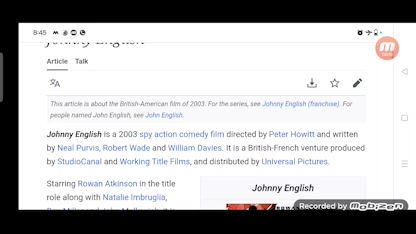 8:45
Johnny English
Article Talk
This article is about the British-American film of 2003. For the series, see Johnny English (franchise). For
people named John English, see John English.
Johnny English is a 2003 spy action comedy film directed by Peter Howitt and written
by Neal Purvis, Robert Wade and William Davies. It is a British-French venture produced
by StudioCanal and Working Title Films, and distributed by Universal Pictures.
Starring Rowan Atkinson in the title
role along with Natalie Imbruglia,
Johnny English
Recorded by mobizen